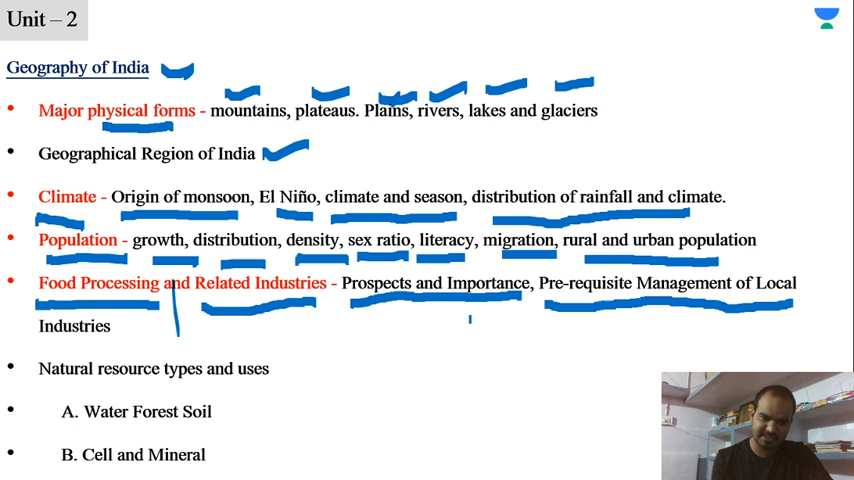 Unit – 2
Geography of India
• Major physical forms - mountains, plateaus. Plains, rivers, lakes and glaciers
• Geographical Region of India
• Climate - Origin of monsoon, El Niño, climate and season, distribution of rainfall and climate.
• Population - growth, distribution, density, sex ratio, literacy, migration, rural and urban population
• Food Processing and Related Industries - Prospects and Importance, Pre-requisite Management of Local
Industries
• Natural resource types and uses
• A. Water Forest Soil
• B. Cell and Mineral